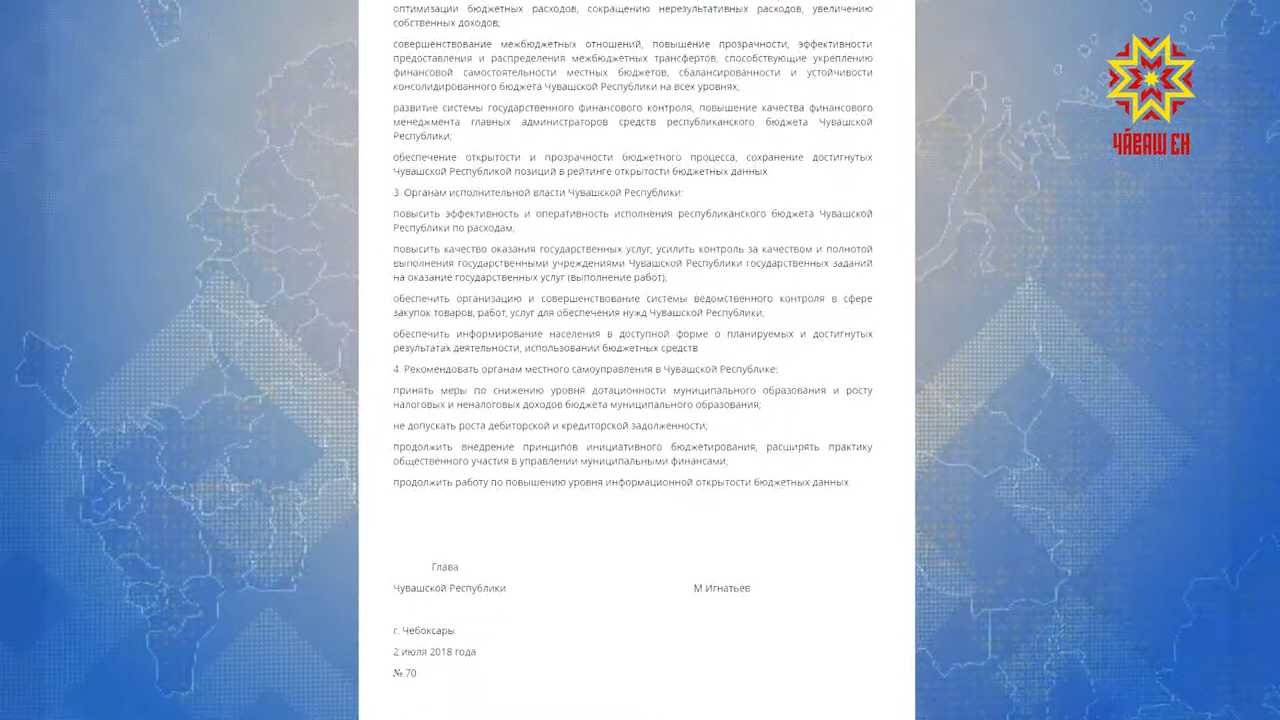 оптимизации бюджетных расходов, сокращению нерезультативных расходов, увеличению
собственных доходов;
совершенствование межбюджетных отношений, повышение прозрачности, эффективности
предоставления и распределения межбюджетных трансфертов, способствующие укреплению
финансовой самостоятельности местных бюджетов, сбалансированности и устойчивости
консолидированного бюджета Чувашской Республики на всех уровнях;
развитие системы государственного финансового контроля, повышение качества финансового
менеджмента главных администраторов средств республиканского бюджета Чувашской
Республики;
обеспечение открытости и прозрачности бюджетного процесса, сохранение достигнутых
Чувашской Республикой позиций в рейтинге открытости бюджетных данных.
3. Органам исполнительной власти Чувашской Республики:
повысить эффективность и оперативность исполнения республиканского бюджета Чувашской
Республики по расходам;
повысить качество оказания государственных услуг, усилить контроль за качеством и полнотой
выполнения государственными учреждениями Чувашской Республики государственных заданий
на оказание государственных услуг (выполнение работ);
обеспечить организацию и совершенствование системы ведомственного контроля в сфере
закупок товаров, работ, услуг для обеспечения нужд Чувашской Республики;
обеспечить информирование населения в доступной форме о планируемых и достигнутых
результатах деятельности, использовании бюджетных средств.
4. Рекомендовать органам местного самоуправления в Чувашской Республике:
принять меры по снижению уровня дотационности муниципального образования и росту
налоговых и неналоговых доходов бюджета муниципального образования;
не допускать роста дебиторской и кредиторской задолженности;
продолжить внедрение принципов инициативного бюджетирования, расширять практику
общественного участия в управлении муниципальными финансами;
продолжить работу по повышению уровня информационной открытости бюджетных данных.
Глава
Чувашской Республики М.Игнатьев
г. Чебоксары
2 июля 2018 года
№ 70
ЧӐВАШ ЕН